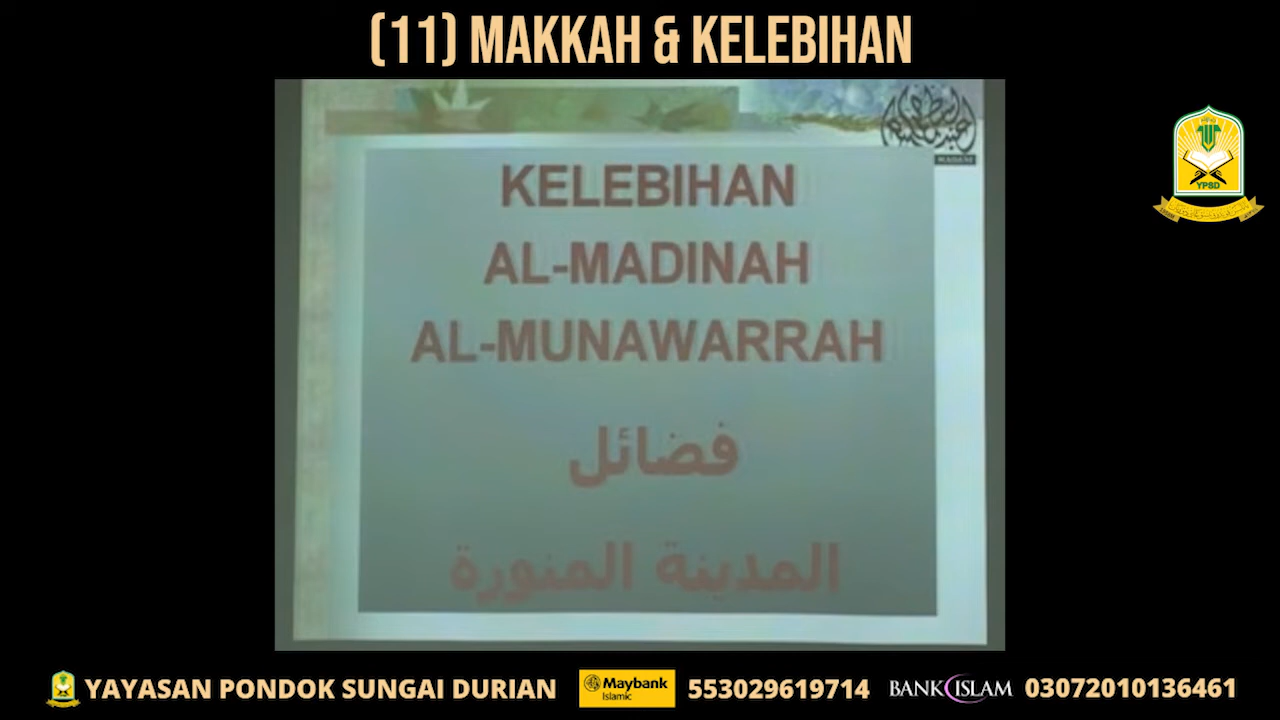 (11) MAKKAH & KELEBIHAN
KELEBIHAN
AL-MADINAH
AL-MUNAWARRAH
فضائل
المدينة المنورة
YPSD
YAYASAN PONDOK SUNGAI DURIAN
Maybank
Islamic
553029619714
BANK ISLAM
03072010136461